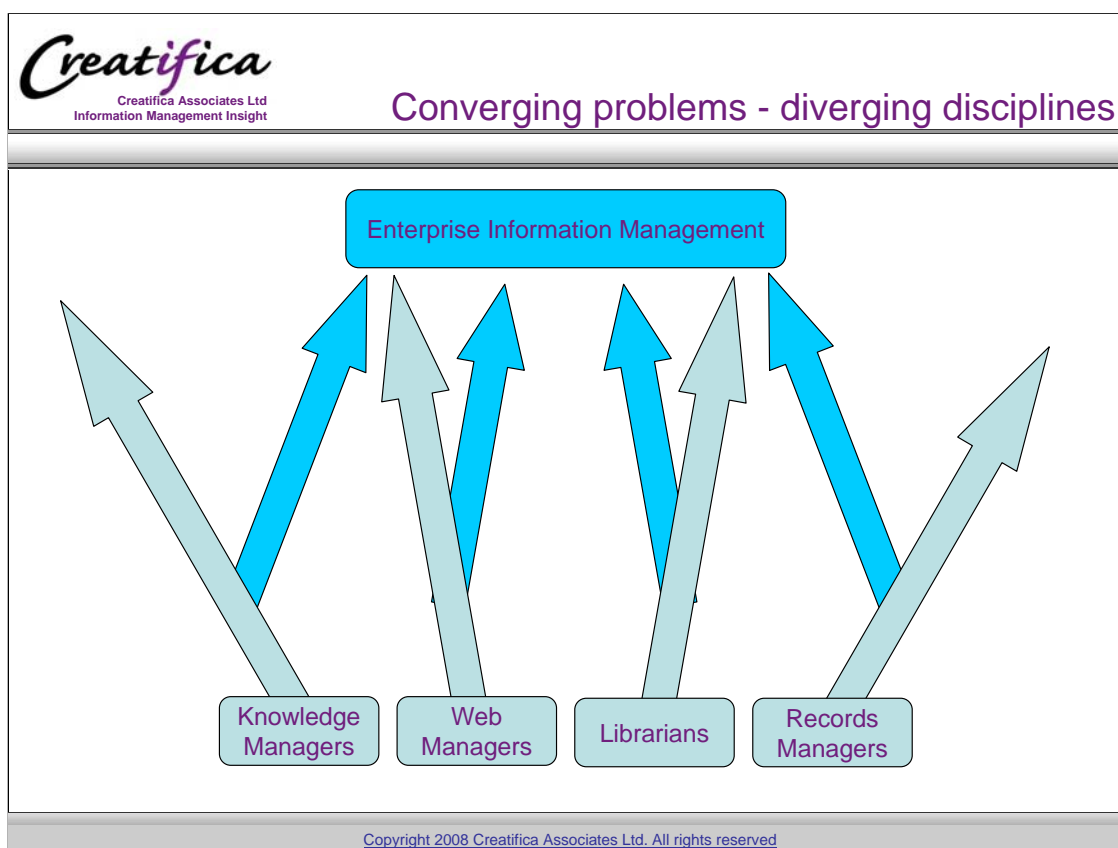 Creatifica
Creatifica Associates Ltd
Information Management Insight
Converging problems - diverging disciplines
Enterprise Information Management
Knowledge
Managers
Web
Managers
Librarians
Records
Managers
Copyright 2008 Creatifica Associates Ltd. All rights reserved